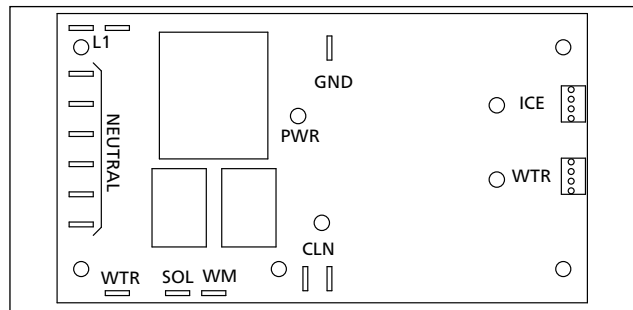 L1
GND
ICE
PWR
NEUTRAL
WTR
CLN
WTR
SOL
WM